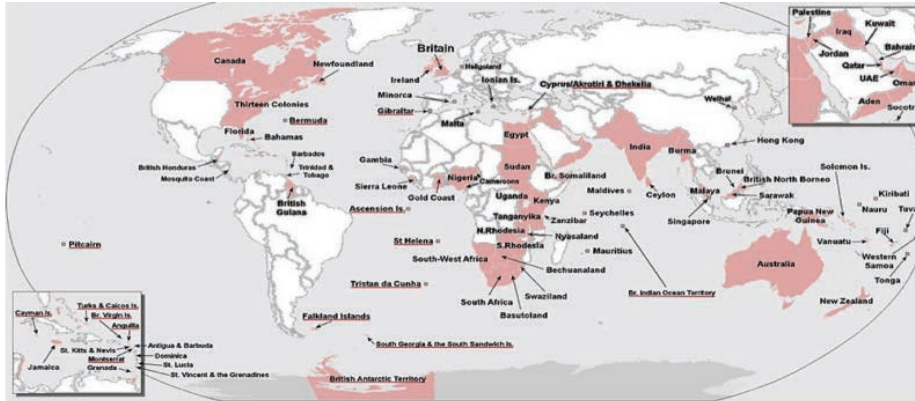 Canada
Newfoundland
Thirteen Colonies
Florida
Bermuda
Bahamas
British Honduras
Mosquito Coast
Barbados
Trinidad &
Tobago
British
Guiana
Pitcairn
Britain
Ireland
Heligoland
Minorca
Gibraltar
Malta
Ionian Is.
Cyprus/Akrotiri & Dhekelia
Gambia
Sierra Leone
Gold Coast
Nigeria
Cameroons
Egypt
Sudan
Br. Somaliland
Uganda
Kenya
Tanganyika
Zanzibar
N.Rhodesia
Nyasaland
S.Rhodesia
South-West Africa
Bechuanaland
South Africa
Swaziland
Basutoland
Ascension Is.
St Helena
Tristan da Cunha
Falkland Islands
South Georgia & the South Sandwich Is.
British Antarctic Territory
Seychelles
Mauritius
Maldives
Br. Indian Ocean Territory
India
Burma
Ceylon
Weihai
Hong Kong
Brunei
British North Borneo
Malaya
Sarawak
Singapore
Solomon Is.
Kiribati
Nauru
Tuva
Papua New
Guinea
Fiji
Vanuatu
Western
Samoa
Tonga
Australia
New Zealand
Palestine
Kuwait
Iraq
Jordan
Bahrain
Qatar
UAE
Oman
Aden
Socotr
Turks & Caicos Is.
Cayman Is.
Br. Virgin Is.
Anguilla
St. Kitts & Nevis
Antigua & Barbuda
Montserrat
Dominica
Jamaica
Grenada
St. Lucia
St. Vincent & the Grenadines